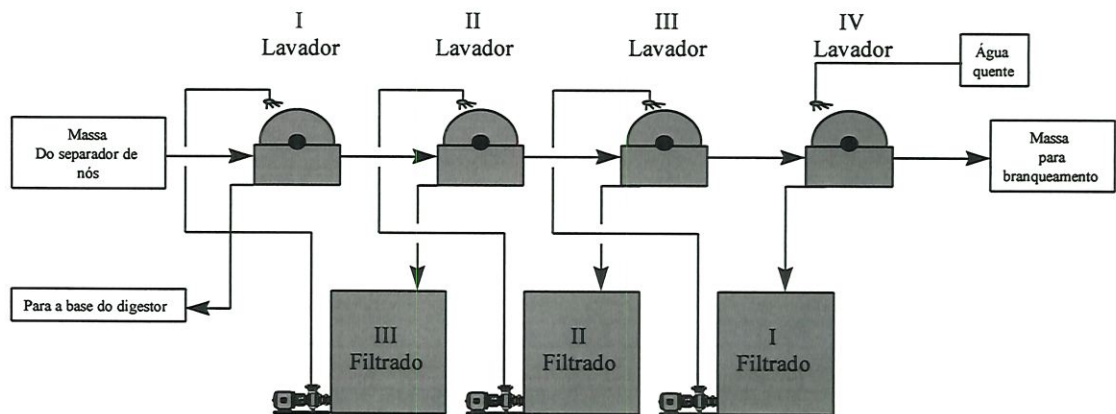 I
Lavador
II
Lavador
III
Lavador
IV
Lavador
Água
quente
Massa
Do separador de
nós
Massa
para
branqueamento
Para a base do digestor
III
Filtrado
II
Filtrado
I
Filtrado